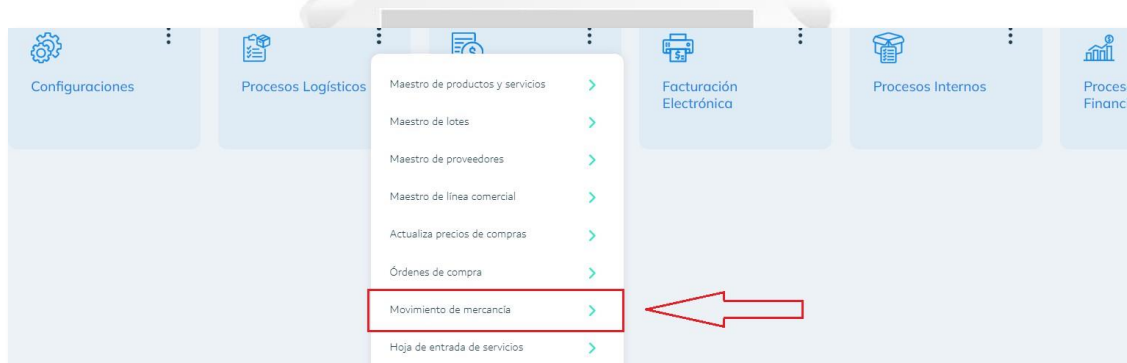 Configuraciones
Procesos Logísticos
Maestro de productos y servicios
Maestro de lotes
Maestro de proveedores
Maestro de línea comercial
Actualiza precios de compras
Órdenes de compra
Movimiento de mercancía
Hoja de entrada de servicios
Facturación
Electrónica
Procesos Internos